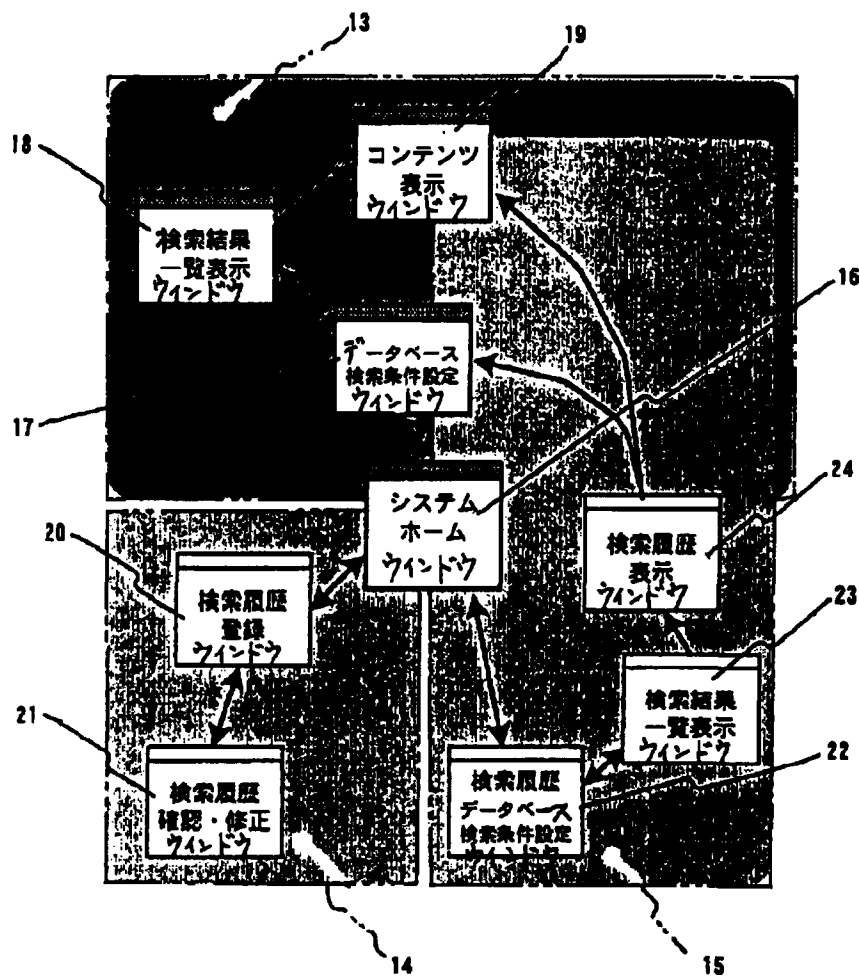 13
19
18
コンテンツ
表示
ウィンドウ
検索結果
一覧表示
ウィンドウ
16
データベース
検索条件設定
ウィンドウ
17
システム
ホーム
ウィンドウ
24
検索履歴
表示
ウィンドウ
20
検索履歴
登録
ウィンドウ
23
検索結果
一覧表示
ウィンドウ
21
検索履歴
確認・修正
ウィンドウ
22
検索履歴
データベース
検索条件設定
ウィンドウ
14
15